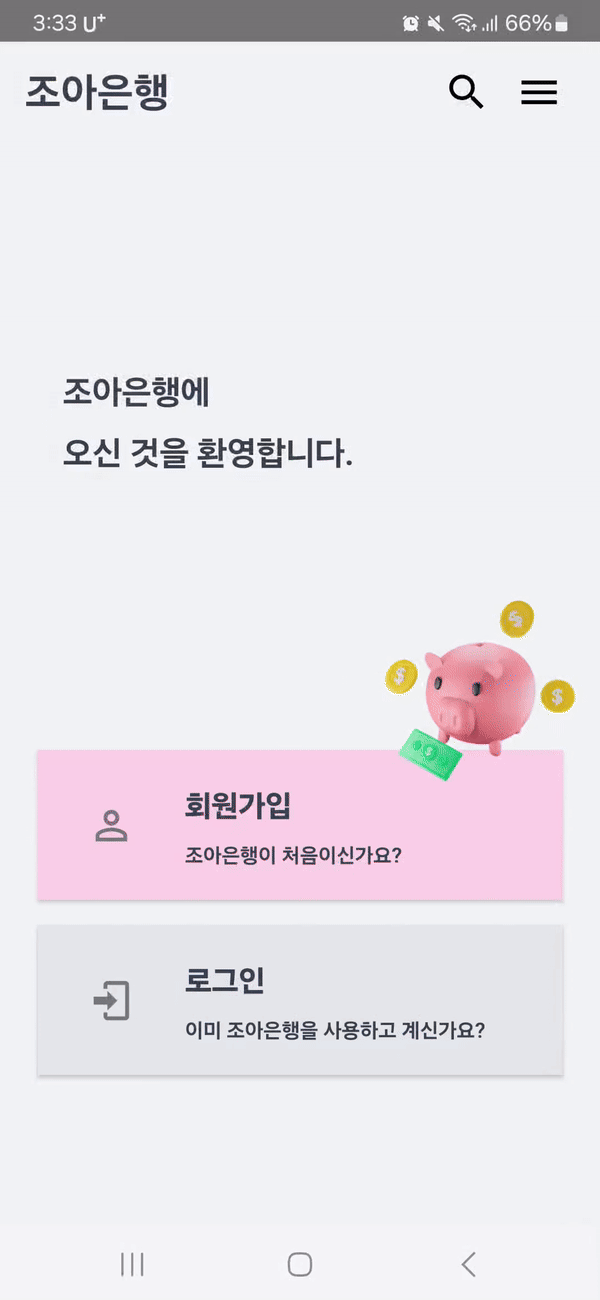 3:33 U⁺ 66%
조아은행
조아은행에
오신 것을 환영합니다.
회원가입
조아은행이 처음이신가요?
로그인
이미 조아은행을 사용하고 계신가요?